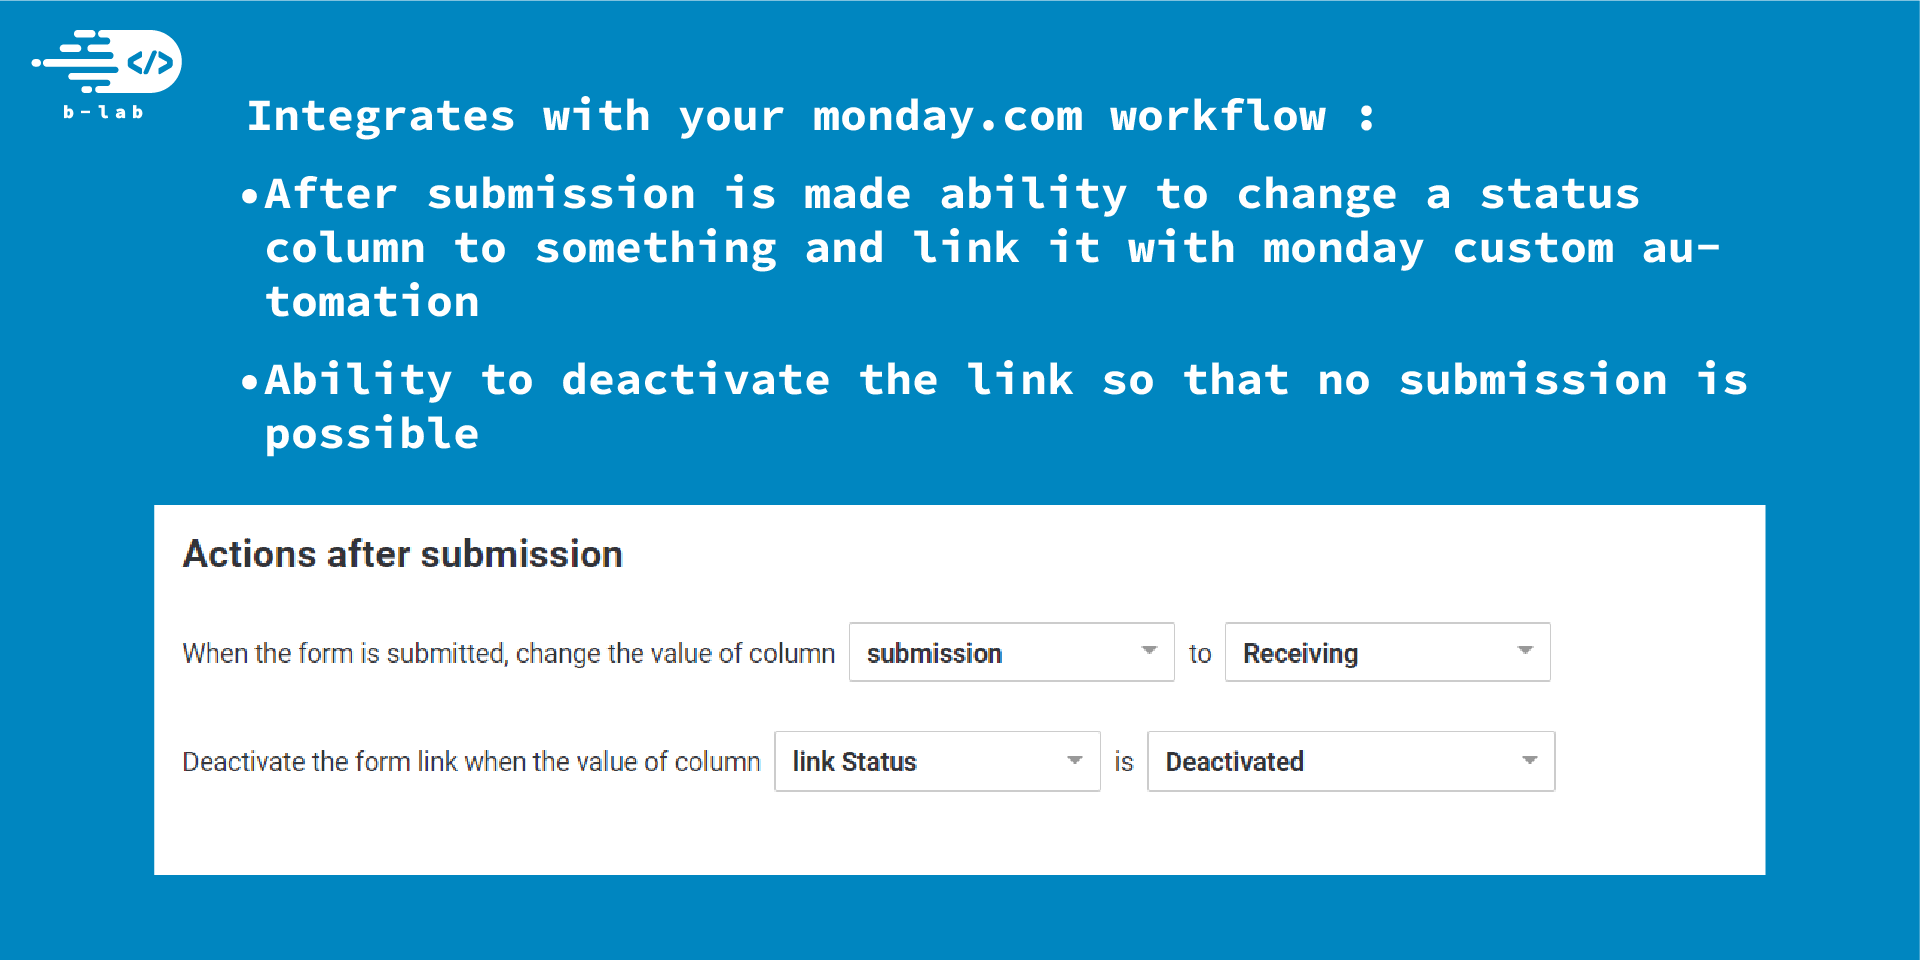 </>
b-lab
Integrates with your monday.com workflow :
•After submission is made ability to change a status
column to something and link it with monday custom au-
tomation
•Ability to deactivate the link so that no submission is
possible
Actions after submission
When the form is submitted, change the value of column submission to Receiving
Deactivate the form link when the value of column link Status is Deactivated